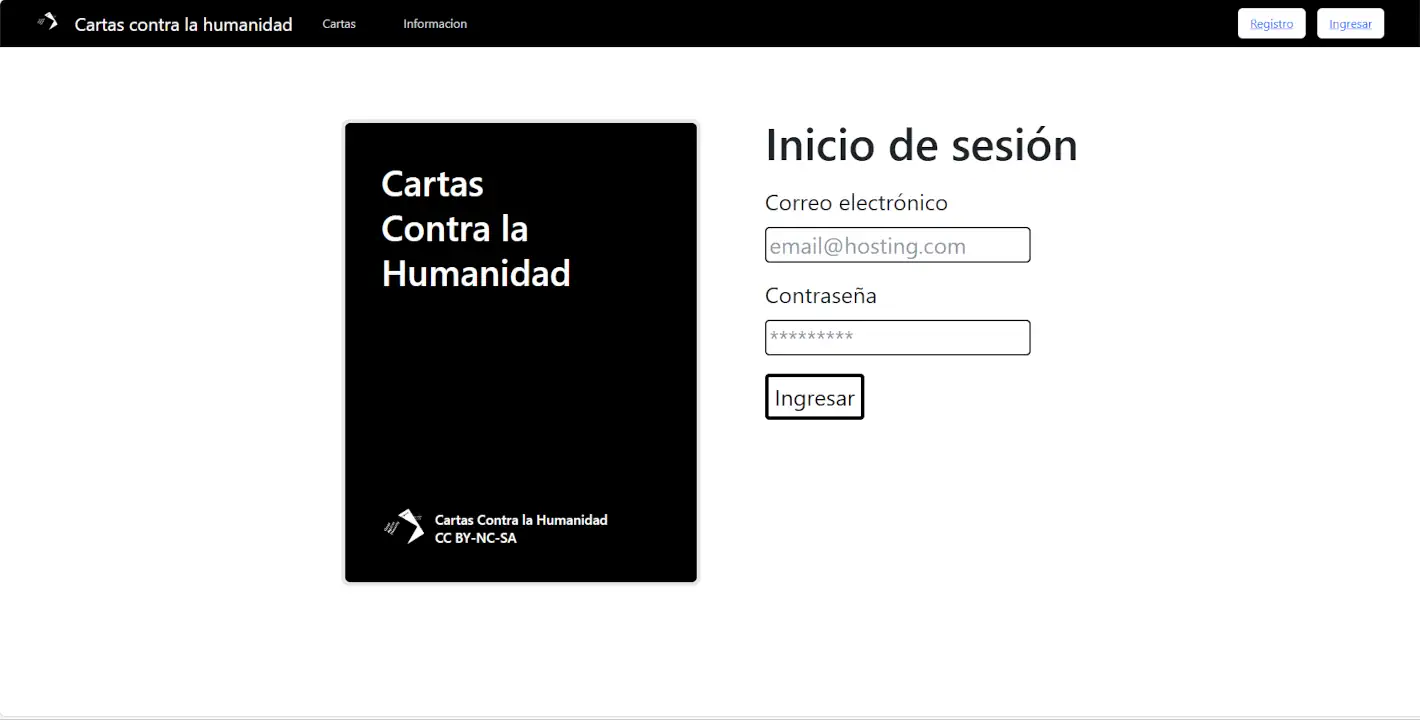 Cartas contra la humanidad Cartas Informacion Registro Ingresar
Cartas
Contra la
Humanidad
Cartas Contra la Humanidad
CC BY-NC-SA
Inicio de sesión
Correo electrónico
email@hosting.com
Contraseña
*********
Ingresar